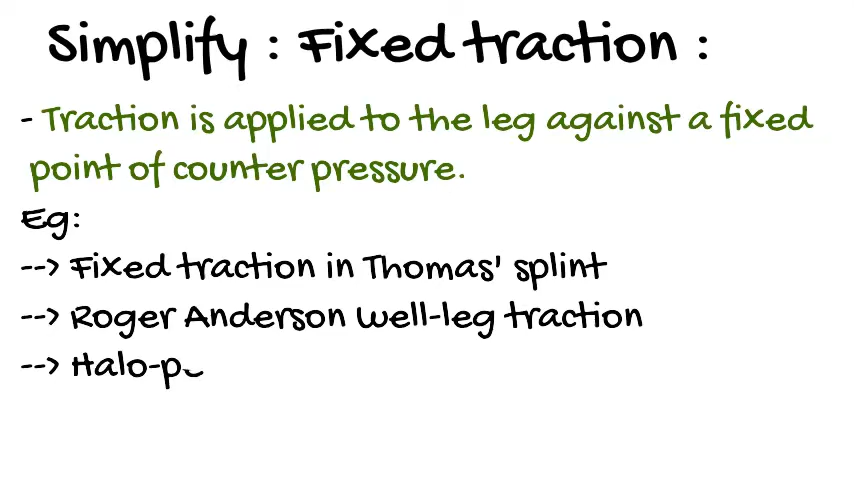 Simplify : Fixed traction :
- Traction is applied to the leg against a fixed
point of counter pressure.
Eg:
--> Fixed traction in Thomas' splint
--> Roger Anderson well-leg traction
--> Halo-p